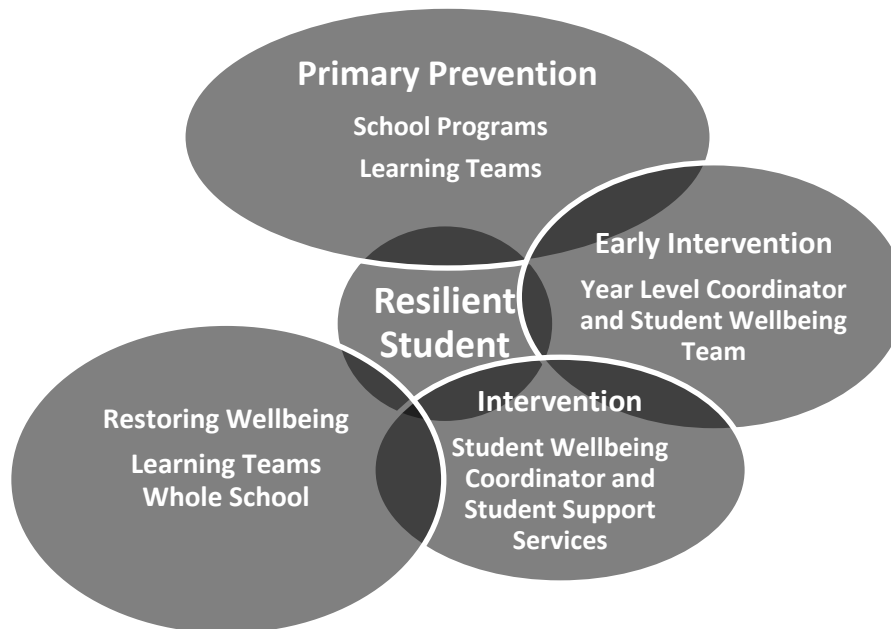 Primary Prevention
School Programs
Learning Teams
Early Intervention
Year Level Coordinator
and Student Wellbeing
Team
Resilient
Student
Intervention
Student Wellbeing
Coordinator and
Student Support
Services
Restoring Wellbeing
Learning Teams
Whole School